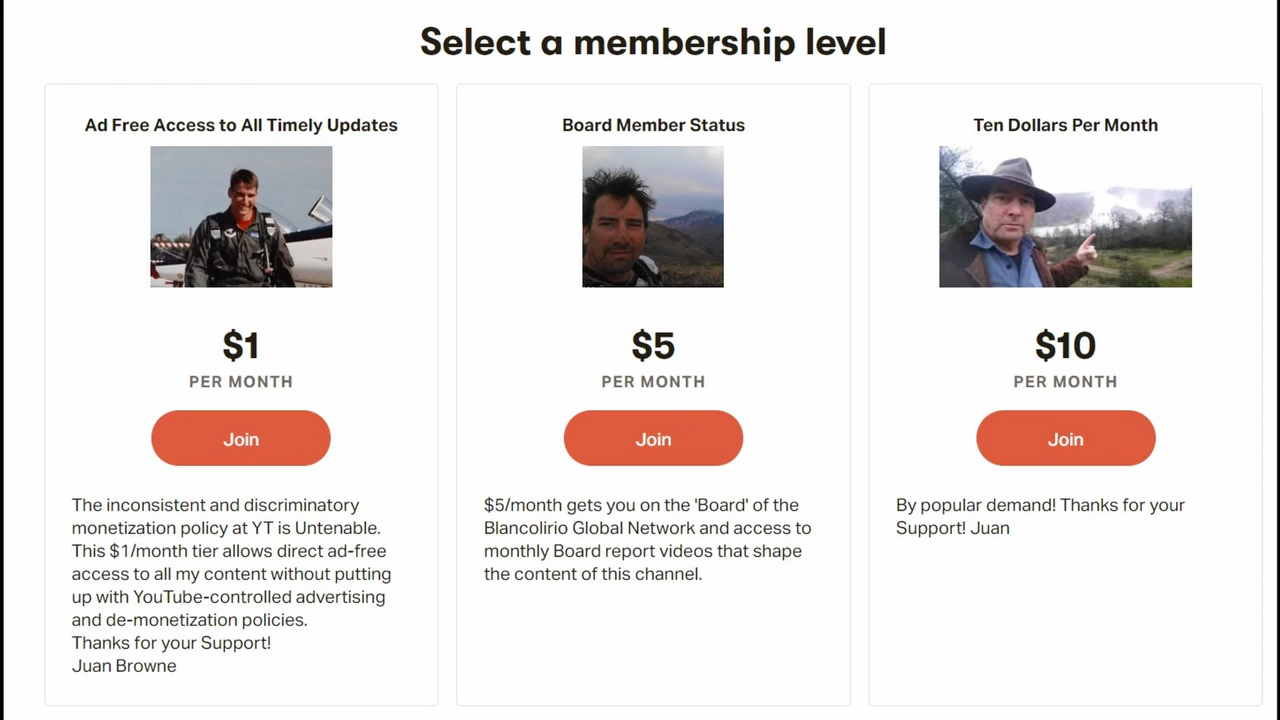 Select a membership level
Ad Free Access to All Timely Updates
$1
PER MONTH
Join
The inconsistent and discriminatory
monetization policy at YT is Untenable.
This $1/month tier allows direct ad-free
access to all my content without putting
up with YouTube-controlled advertising
and de-monetization policies.
Thanks for your Support!
Juan Browne
Board Member Status
$5
PER MONTH
Join
$5/month gets you on the 'Board' of the
Blancolirio Global Network and access to
monthly Board report videos that shape
the content of this channel.
Ten Dollars Per Month
$10
PER MONTH
Join
By popular demand! Thanks for your
Support! Juan